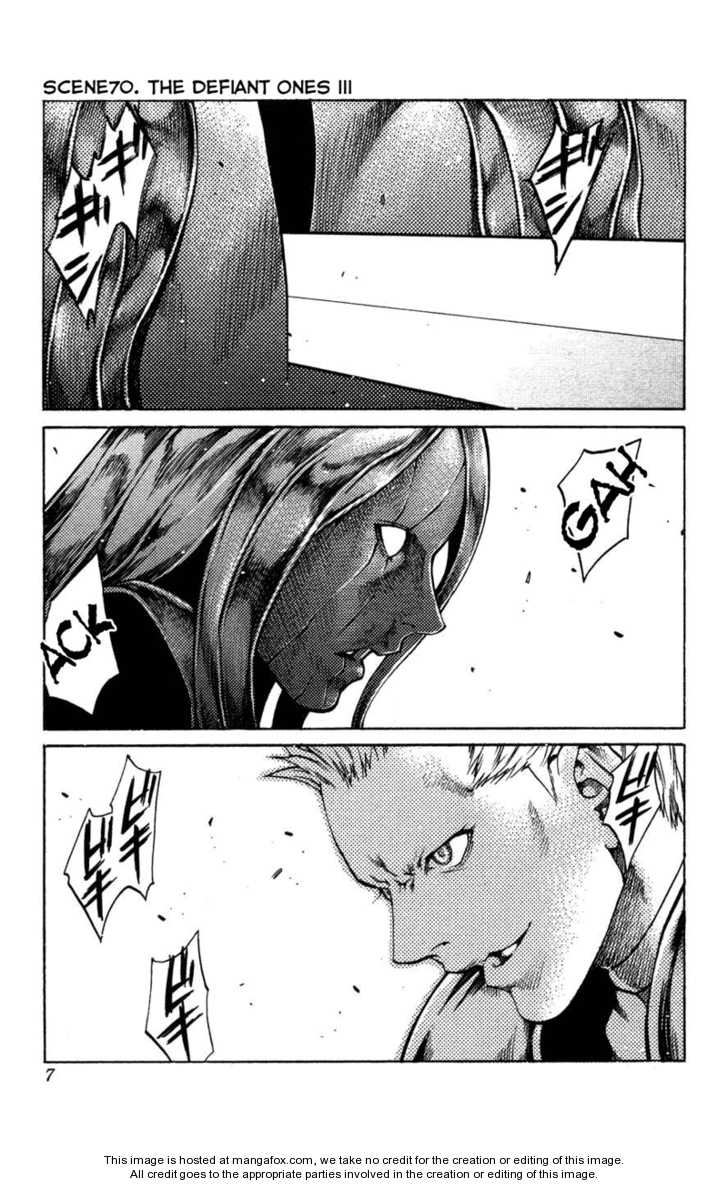 SCENE70. THE DEFIANT ONES III
ギギ
ギ
GAH
ACK
ビキ
ビキ
ビキ
ビキ
7
This image is hosted at mangafox.com, we take no credit for the creation or editing of this image.
All credit goes to the appropriate parties involved in the creation or editing of this image.